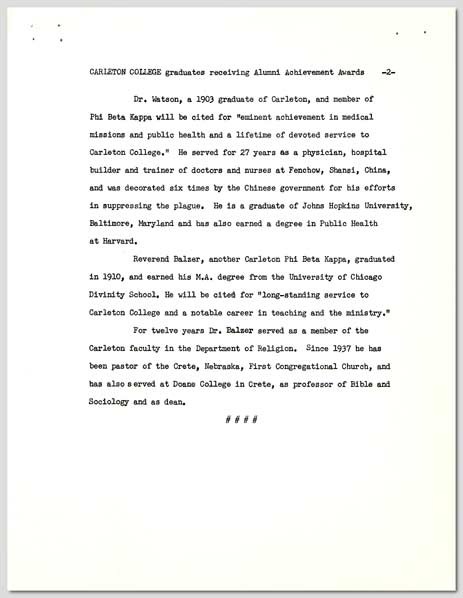 CARLETON COLLEGE graduates receiving Alumni Achievement Awards -2-
Dr. Watson, a 1903 graduate of Carleton, and member of
Phi Beta Kappa will be cited for "eminent achievement in medical
missions and public health and a lifetime of devoted service to
Carleton College." He served for 27 years as a physician, hospital
builder and trainer of doctors and nurses at Fenchow, Shansi, China,
and was decorated six times by the Chinese government for his efforts
in suppressing the plague. He is a graduate of Johns Hopkins University,
Baltimore, Maryland and has also earned a degree in Public Health
at Harvard.
Reverend Balzer, another Carleton Phi Beta Kappa, graduated
in 1910, and earned his M.A. degree from the University of Chicago
Divinity School. He will be cited for "long-standing service to
Carleton College and a notable career in teaching and the ministry."
For twelve years Dr. Balzer served as a member of the
Carleton faculty in the Department of Religion. Since 1937 he has
been pastor of the Crete, Nebraska, First Congregational Church, and
has also served at Doane College in Crete, as professor of Bible and
Sociology and as dean.
# # # #